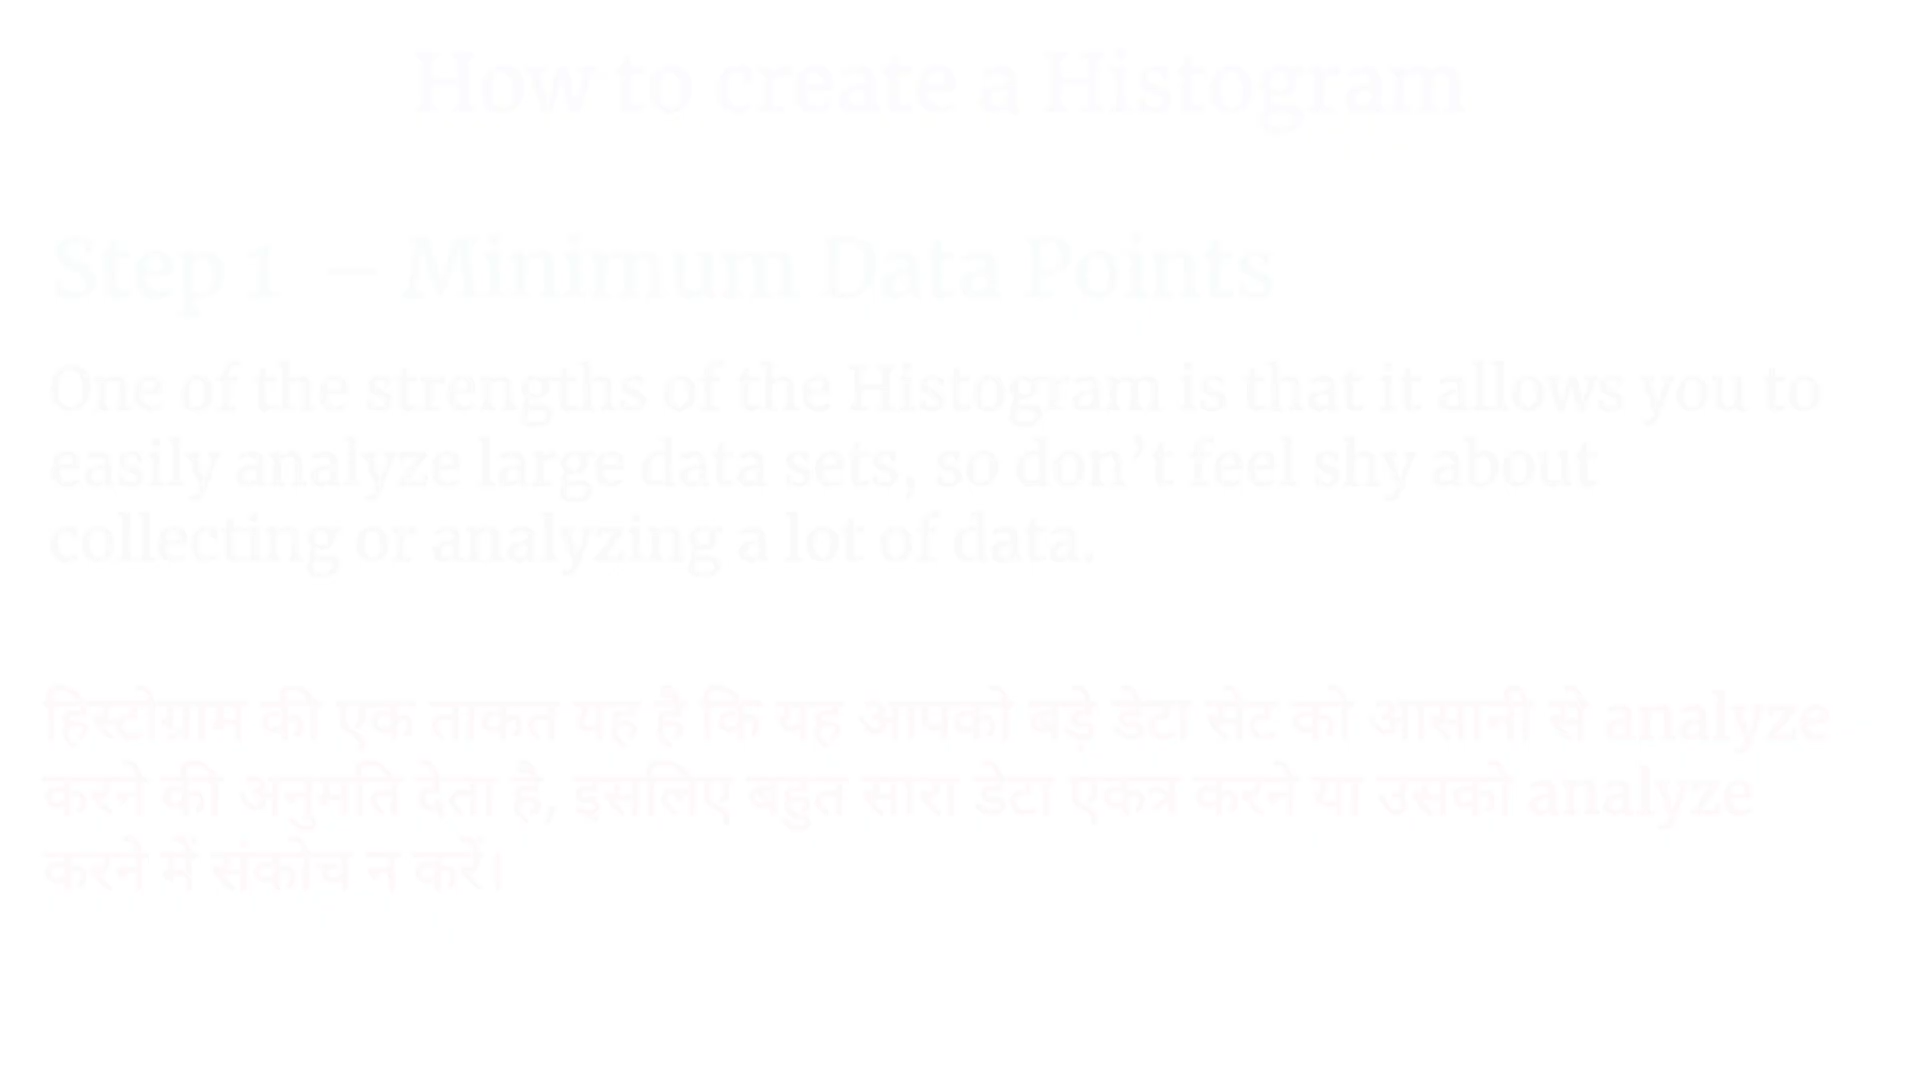 How to create a Histogram
Step 1 – Minimum Data Points
One of the strengths of the Histogram is that it allows you to
easily analyze large data sets, so don’t feel shy about
collecting or analyzing a lot of data.
हिस्टोग्राम की एक ताकत यह है कि यह आपको बड़े डेटा सेट को आसानी से analyze
करने की अनुमति देता है, इसलिए बहुत सारा डेटा एकत्र करने या उसको analyze
करने में संकोच न करें।